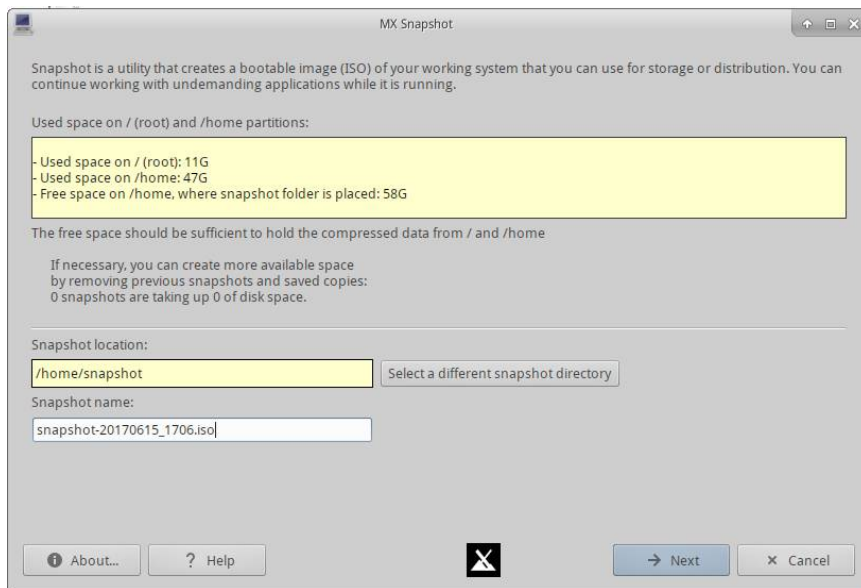 MX Snapshot
Snapshot is a utility that creates a bootable image (ISO) of your working system that you can use for storage or distribution. You can
continue working with undemanding applications while it is running.
Used space on / (root) and /home partitions:
- Used space on / (root): 11G
- Used space on /home: 47G
- Free space on /home, where snapshot folder is placed: 58G
The free space should be sufficient to hold the compressed data from / and /home
If necessary, you can create more available space
by removing previous snapshots and saved copies:
0 snapshots are taking up 0 of disk space.
Snapshot location:
/home/snapshot
Select a different snapshot directory
Snapshot name:
snapshot-20170615_1706.iso
About...
? Help
Next
Cancel